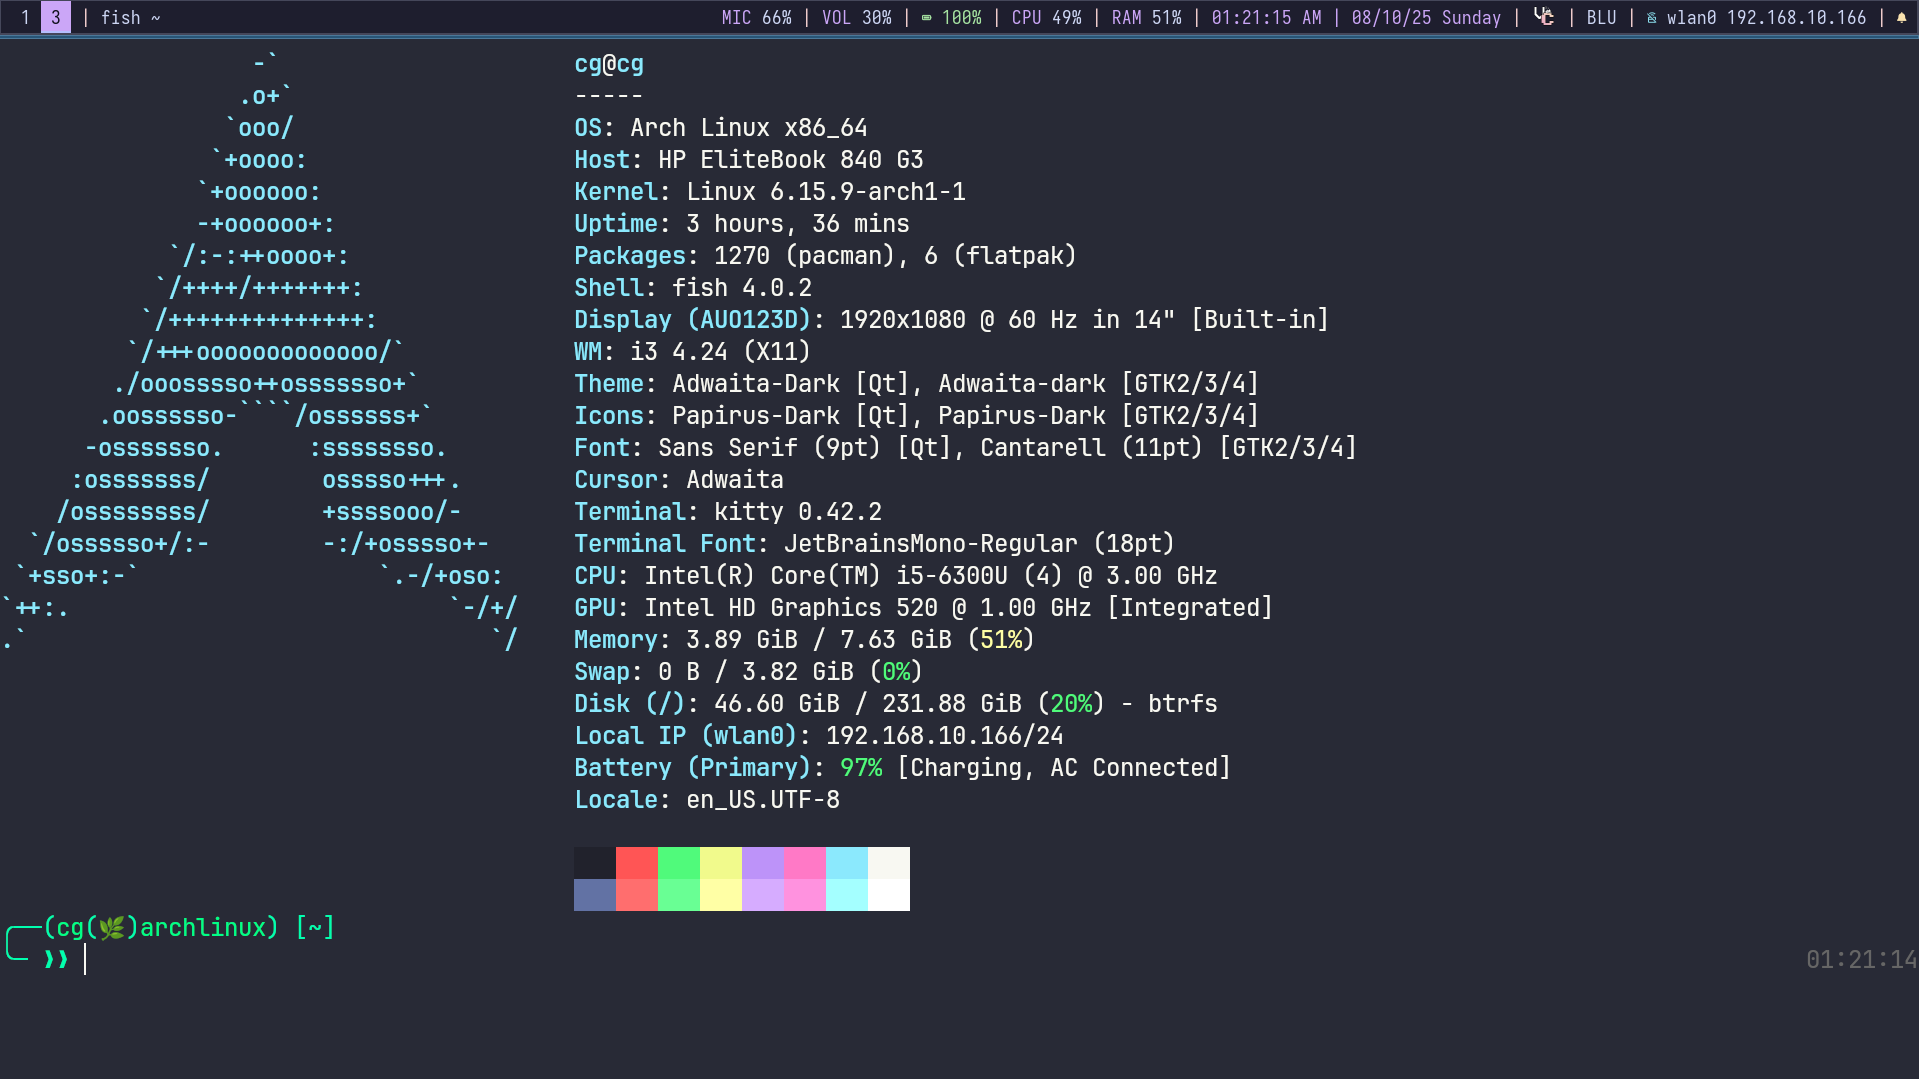 1 3 | fish ~ MIC 66% | VOL 30% | 100% | CPU 49% | RAM 51% | 01:21:15 AM | 08/10/25 Sunday | | BLU | wlan0 192.168.10.166 |
-`
.o+`
`ooo/
`+oooo:
`+oooooo:
-+oooooo+:
`/:-:++oooo+:
`/++++/+++++++:
`/++++++++++++++:
`/+++ooooooooooooo/`
./ooosssso++osssssso+`
.oossssso-````/ossssss+`
-osssssso. :ssssssso.
:osssssss/ osssso+++.
/ossssssss/ +ssssooo/-
`/ossssso+/:- -:/+osssso+-
`+sso+:-` `.-/+oso:
`++:. `-/+/
.` `/
cg@cg
-----
OS: Arch Linux x86_64
Host: HP EliteBook 840 G3
Kernel: Linux 6.15.9-arch1-1
Uptime: 3 hours, 36 mins
Packages: 1270 (pacman), 6 (flatpak)
Shell: fish 4.0.2
Display (AUO123D): 1920x1080 @ 60 Hz in 14" [Built-in]
WM: i3 4.24 (X11)
Theme: Adwaita-Dark [Qt], Adwaita-dark [GTK2/3/4]
Icons: Papirus-Dark [Qt], Papirus-Dark [GTK2/3/4]
Font: Sans Serif (9pt) [Qt], Cantarell (11pt) [GTK2/3/4]
Cursor: Adwaita
Terminal: kitty 0.42.2
Terminal Font: JetBrainsMono-Regular (18pt)
CPU: Intel(R) Core(TM) i5-6300U (4) @ 3.00 GHz
GPU: Intel HD Graphics 520 @ 1.00 GHz [Integrated]
Memory: 3.89 GiB / 7.63 GiB (51%)
Swap: 0 B / 3.82 GiB (0%)
Disk (/): 46.60 GiB / 231.88 GiB (20%) - btrfs
Local IP (wlan0): 192.168.10.166/24
Battery (Primary): 97% [Charging, AC Connected]
Locale: en_US.UTF-8
╭──(cg(🌿)archlinux) [~]
╰─ ❱❱ 01:21:14